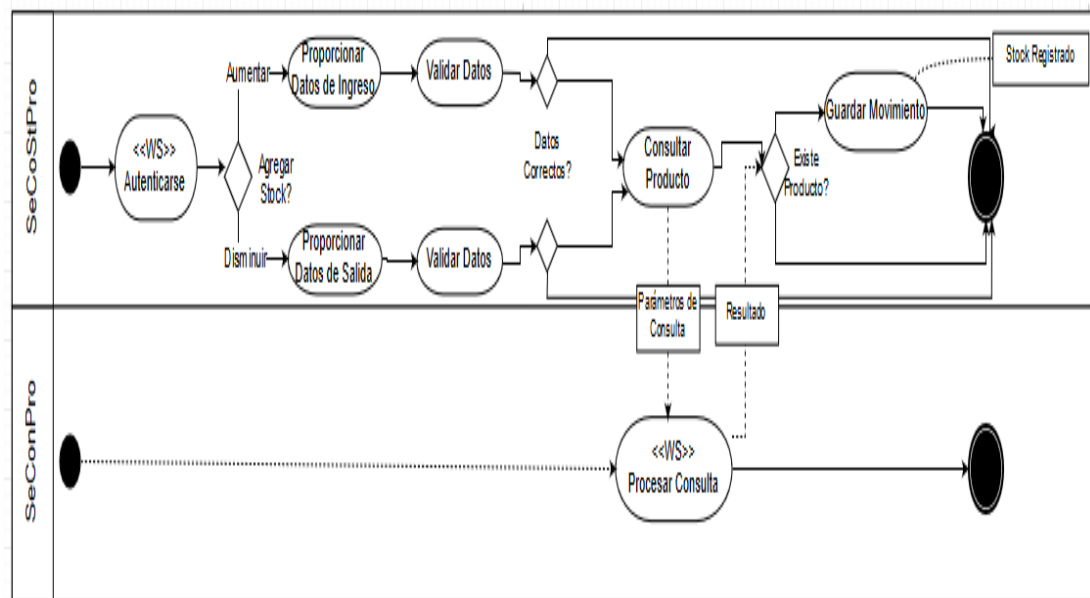 SeCoStPro
<<WS>>
Autenticarse
Agregar
Stock?
Aumentar
Proporcionar
Datos de Ingreso
Validar Datos
Disminuir
Proporcionar
Datos de Salida
Validar Datos
Datos
Correctos?
Consultar
Producto
Existe
Producto?
Guardar Movimiento
Stock Registrado
Parámetros de
Consulta
Resultado
SeConPro
<<WS>>
Procesar Consulta